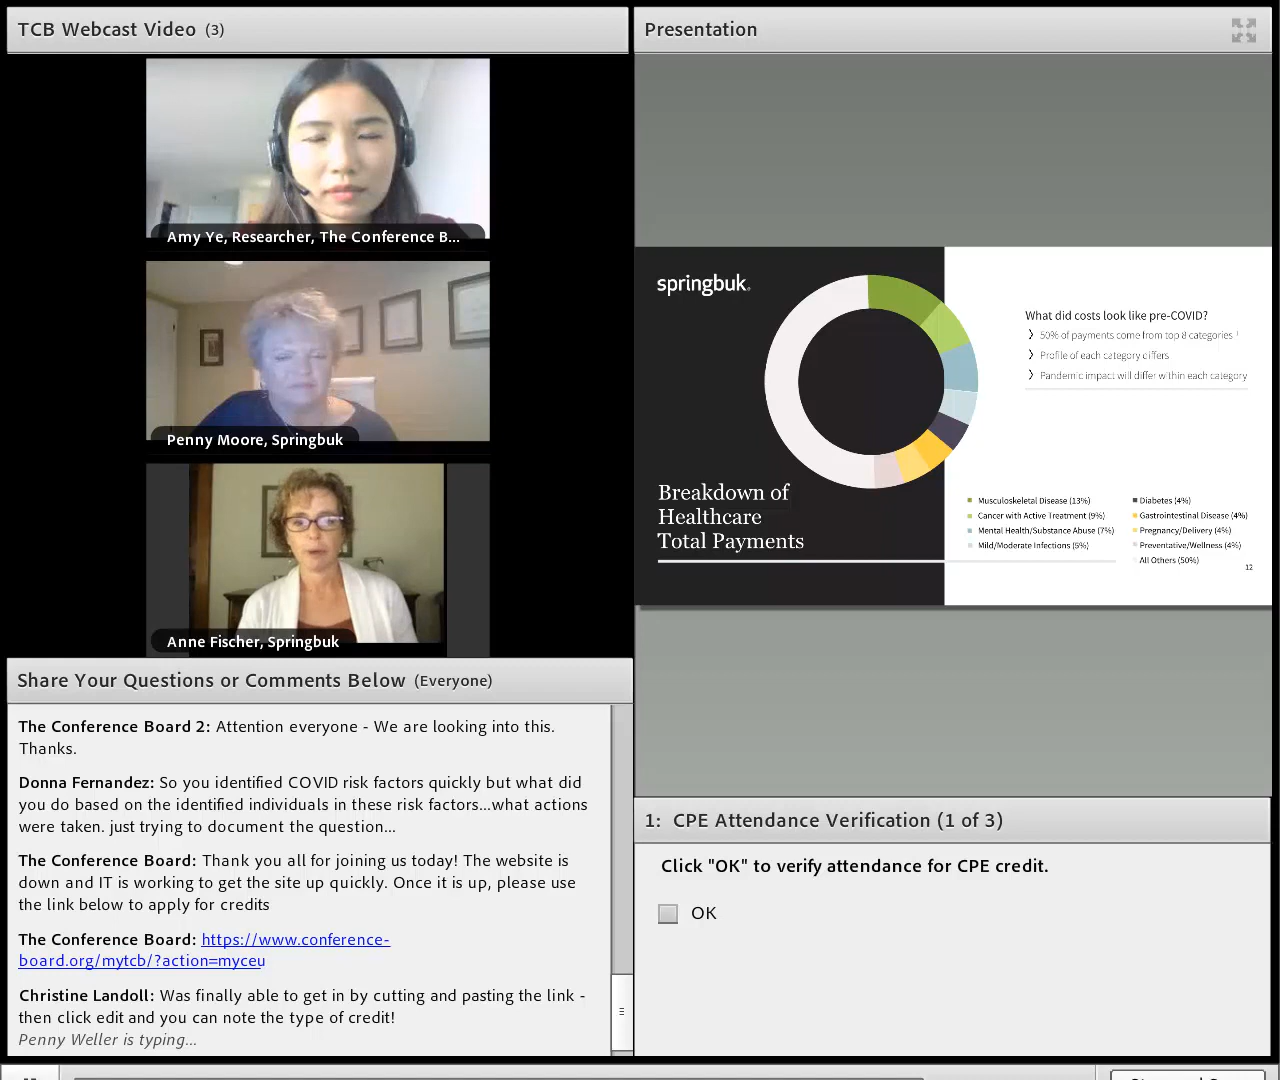 TCB Webcast Video (3)
Amy Ye, Researcher, The Conference B...
Penny Moore, Springbuk
Anne Fischer, Springbuk
Share Your Questions or Comments Below (Everyone)
The Conference Board 2: Attention everyone - We are looking into this.
Thanks.
Donna Fernandez: So you identified COVID risk factors quickly but what did
you do based on the identified individuals in these risk factors...what actions
were taken. just trying to document the question...
The Conference Board: Thank you all for joining us today! The website is
down and IT is working to get the site up quickly. Once it is up, please use
the link below to apply for credits
The Conference Board: https://www.conference-
board.org/mytcb/?action=myceu
Christine Landoll: Was finally able to get in by cutting and pasting the link -
then click edit and you can note the type of credit!
Penny Weller is typing...
Presentation
springbuk
Breakdown of
Healthcare
Total Payments
What did costs look like pre-COVID?
50% of payments come from top 8 categories 1
Profile of each category differs
Pandemic impact will differ within each category
Musculoskeletal Disease (13%)
Cancer with Active Treatment (9%)
Mental Health/Substance Abuse (7%)
Mild/Moderate Infections (5%)
Diabetes (4%)
Gastrointestinal Disease (4%)
Pregnancy/Delivery (4%)
Preventative/Wellness (4%)
All Others (50%)
12
1: CPE Attendance Verification (1 of 3)
Click "OK" to verify attendance for CPE credit.
OK